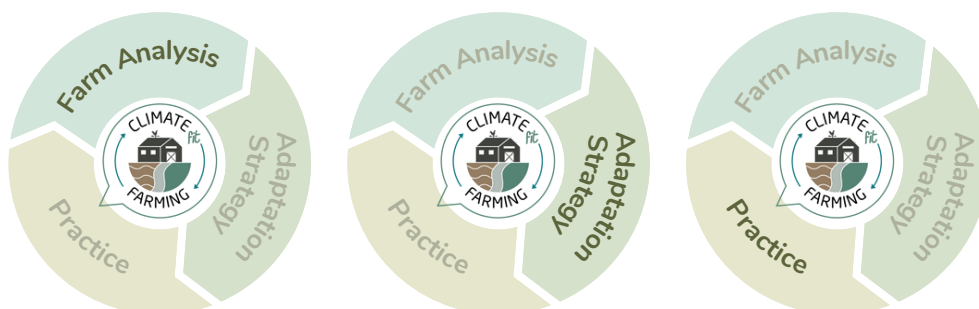 Farm Analysis
Adaptation
Strategy
Practice
CLIMATE
fit
FARMING
Farm Analysis
Adaptation
Strategy
Practice
CLIMATE
fit
FARMING
Farm Analysis
Adaptation
Strategy
Practice
CLIMATE
fit
FARMING